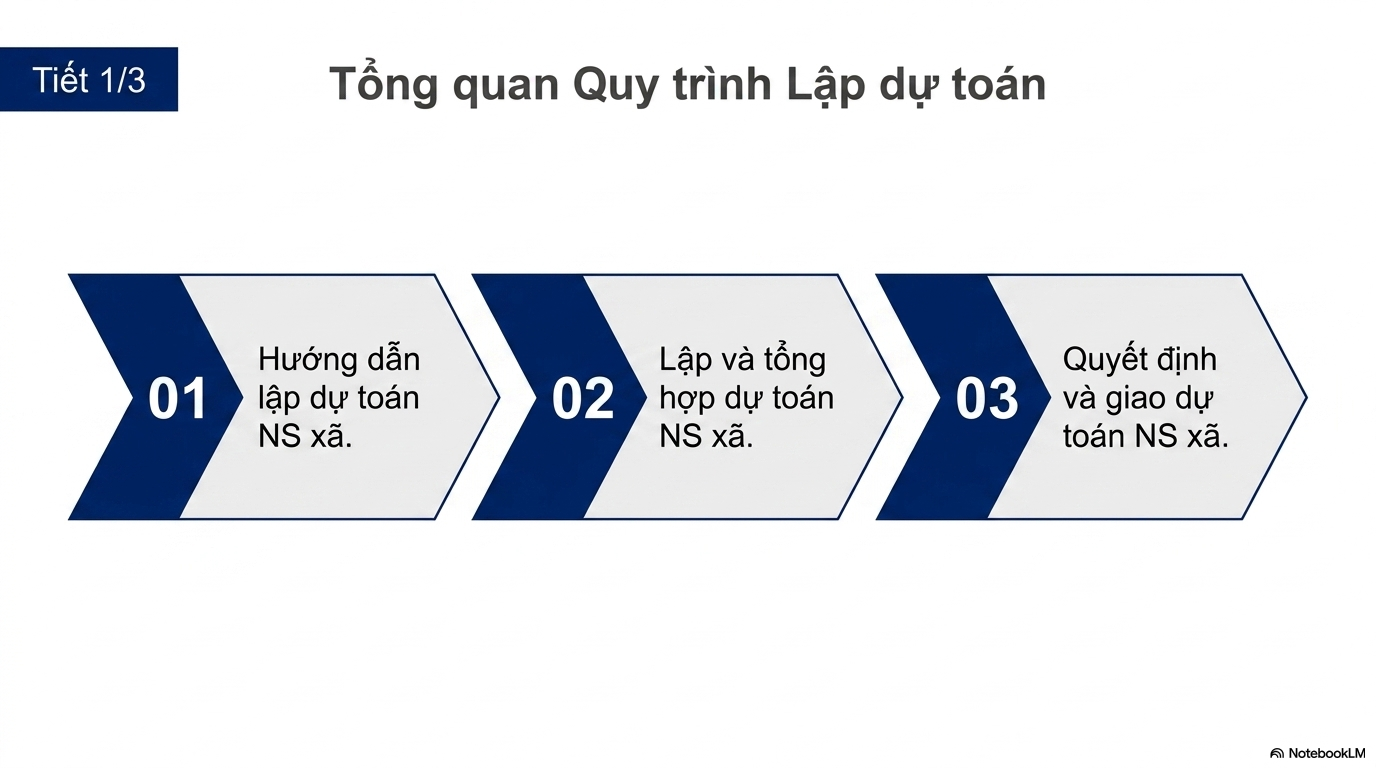 Tiết 1/3
Tổng quan Quy trình Lập dự toán
01
Hướng dẫn
lập dự toán
NS xã.
02
Lập và tổng
hợp dự toán
NS xã.
03
Quyết định
và giao dự
toán NS xã.
NotebookLM